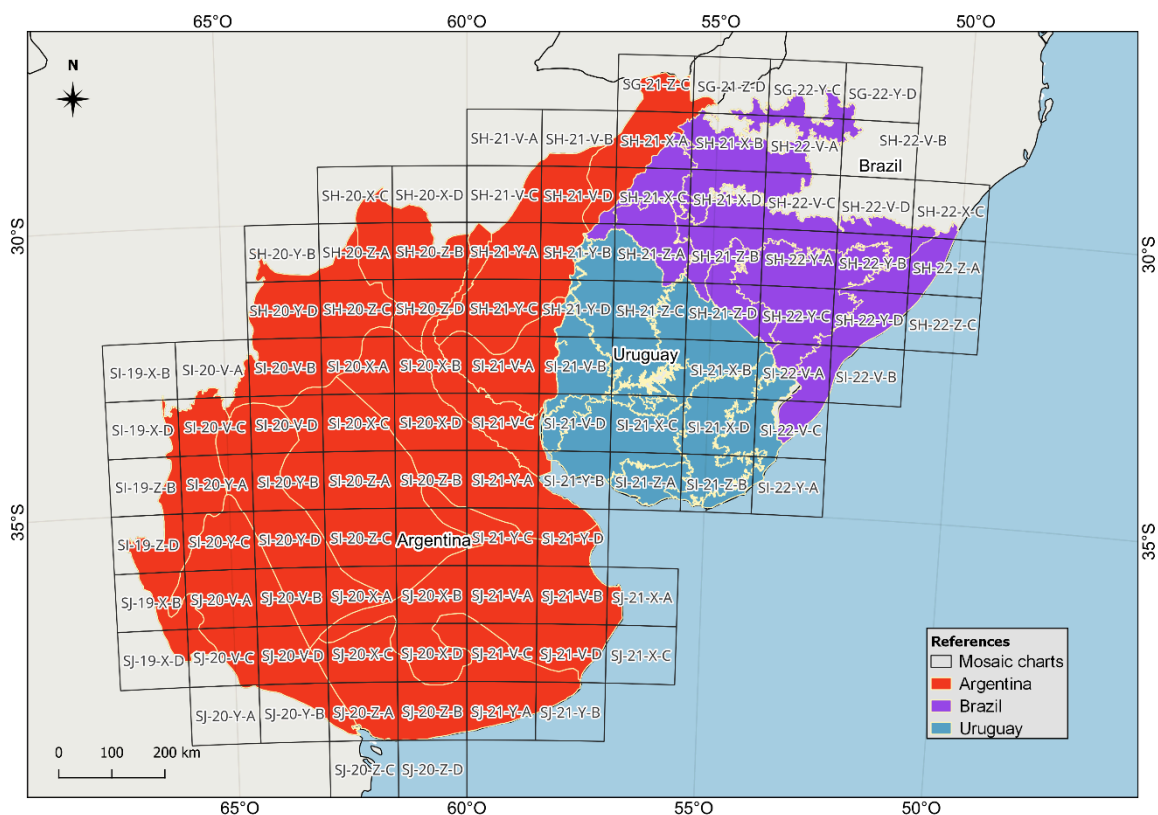 65°O 60°O 55°O 50°O
N
SG-21-Z-C SG-21-Z-D SG-22-Y-C SG-22-Y-D
SH-21-V-A SH-21-V-B SH-21-X-A SH-21-X-B SH-22-V-A SH-22-V-B
Brazil
SH-20-X-C SH-20-X-D SH-21-V-C SH-21-V-D SH-21-X-C SH-21-X-D SH-22-V-C SH-22-V-D SH-22-X-C
30°S 30°S
SH-20-Y-B SH-20-Z-A SH-20-Z-B SH-21-Y-A SH-21-Y-B SH-21-Z-A SH-21-Z-B SH-22-Y-A SH-22-Y-B SH-22-Z-A
SH-20-Y-D SH-20-Z-C SH-20-Z-D SH-21-Y-C SH-21-Y-D SH-21-Z-C SH-21-Z-D SH-22-Y-C SH-22-Y-D SH-22-Z-C
Uruguay
SI-19-X-B SI-20-V-A SI-20-V-B SI-20-X-A SI-20-X-B SI-21-V-A SI-21-V-B SI-21-X-B SI-22-V-A SI-22-V-B
SI-19-X-D SI-20-V-C SI-20-V-D SI-20-X-C SI-20-X-D SI-21-V-C SI-21-V-D SI-21-X-C SI-21-X-D SI-22-V-C
SI-19-Z-B SI-20-Y-A SI-20-Y-B SI-20-Z-A SI-20-Z-B SI-21-Y-A SI-21-Y-B SI-21-Z-A SI-21-Z-B SI-22-Y-A
35°S 35°S
SI-19-Z-D SI-20-Y-C SI-20-Y-D SI-20-Z-C Argentina SI-21-Y-C SI-21-Y-D
SJ-19-X-B SJ-20-V-A SJ-20-V-B SJ-20-X-A SJ-20-X-B SJ-21-V-A SJ-21-V-B SJ-21-X-A
SJ-19-X-D SJ-20-V-C SJ-20-V-D SJ-20-X-C SJ-20-X-D SJ-21-V-C SJ-21-V-D SJ-21-X-C
SJ-20-Y-A SJ-20-Y-B SJ-20-Z-A SJ-20-Z-B SJ-21-Y-A SJ-21-Y-B
SJ-20-Z-C SJ-20-Z-D
References
Mosaic charts
Argentina
Brazil
Uruguay
0 100 200 km
65°O 60°O 55°O 50°O